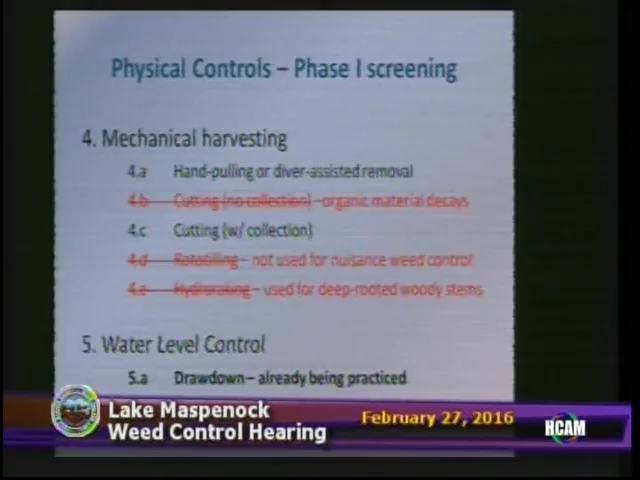 Physical Controls – Phase I screening
4. Mechanical harvesting
4.a Hand-pulling or diver-assisted removal
4.b Cutting (no collection) – organic material decays
4.c Cutting (w/ collection)
4.d Rototilling – not used for nuisance weed control
4.e Hydroraking – used for deep-rooted woody stems
5. Water Level Control
5.a Drawdown – already being practiced
Lake Maspenock
Weed Control Hearing
February 27, 2016
HCAM